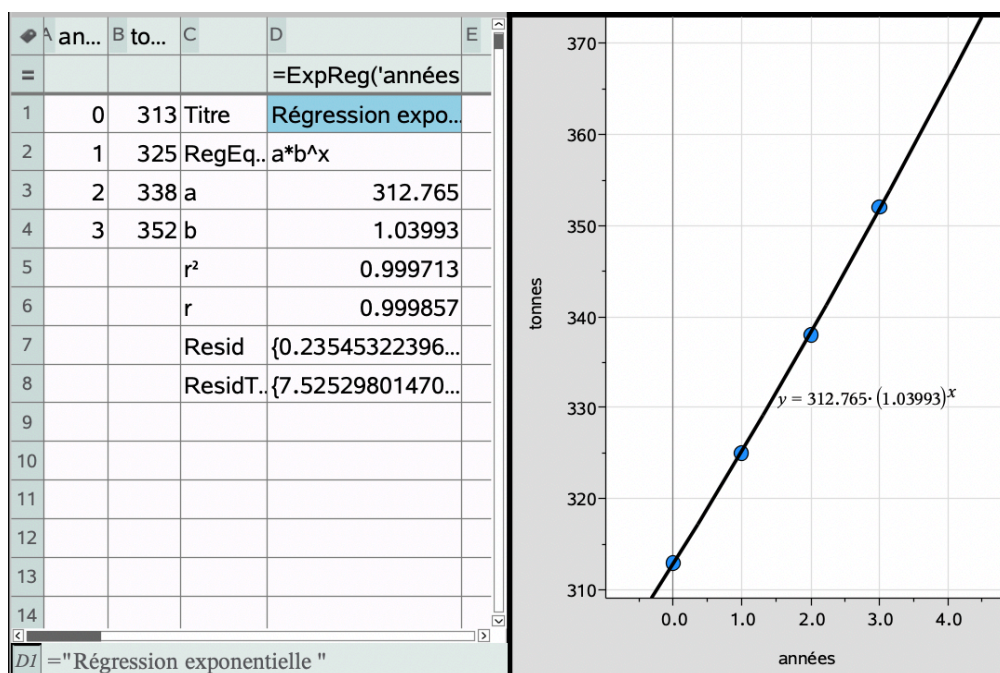 A an... B to... C D E
= =ExpReg('années
1 0 313 Titre Régression expo...
2 1 325 RegEq.. a*b^x
3 2 338 a 312.765
4 3 352 b 1.03993
5 r² 0.999713
6 r 0.999857
7 Resid {0.23545322396...
8 ResidT.. {7.52529801470...
9
10
11
12
13
14
D1 ="Régression exponentielle "
370
360
350
340
330
320
310
tonnes
y = 312.765·(1.03993)^x
0.0 1.0 2.0 3.0 4.0
années